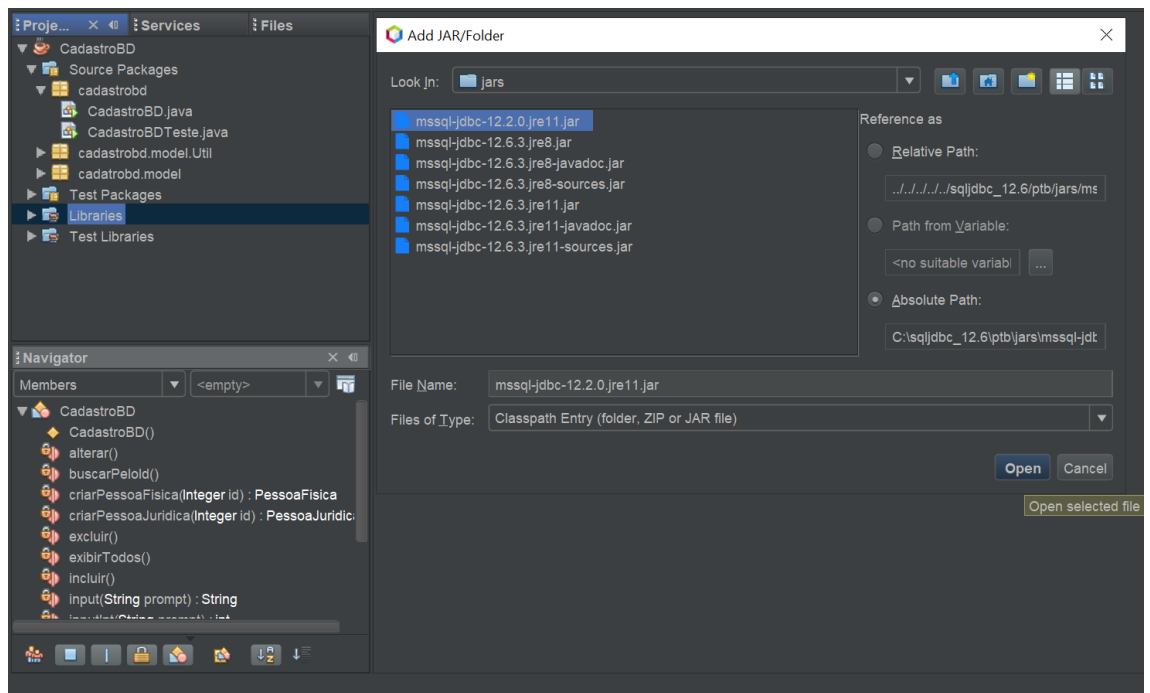 Proje...
Services
Files
CadastroBD
Source Packages
cadastrobd
CadastroBD.java
CadastroBDTeste.java
cadastrobd.model.Util
cadatrobd.model
Test Packages
Libraries
Test Libraries
Navigator
Members
<empty>
CadastroBD
CadastroBD()
alterar()
buscarPeloId()
criarPessoaFisica(Integer id) : PessoaFisica
criarPessoaJuridica(Integer id) : PessoaJuridica
excluir()
exibirTodos()
incluir()
input(String prompt) : String
inputInt(String prompt) : int
Add JAR/Folder
Look In:
jars
mssql-jdbc-12.2.0.jre11.jar
mssql-jdbc-12.6.3.jre8.jar
mssql-jdbc-12.6.3.jre8-javadoc.jar
mssql-jdbc-12.6.3.jre8-sources.jar
mssql-jdbc-12.6.3.jre11.jar
mssql-jdbc-12.6.3.jre11-javadoc.jar
mssql-jdbc-12.6.3.jre11-sources.jar
Reference as
Relative Path:
../../../../../sqljdbc_12.6/ptb/jars/ms
Path from Variable:
<no suitable variabl
...
Absolute Path:
C:\sqljdbc_12.6\ptb\jars\mssql-jdb
File Name:
mssql-jdbc-12.2.0.jre11.jar
Files of Type:
Classpath Entry (folder, ZIP or JAR file)
Open
Cancel
Open selected file